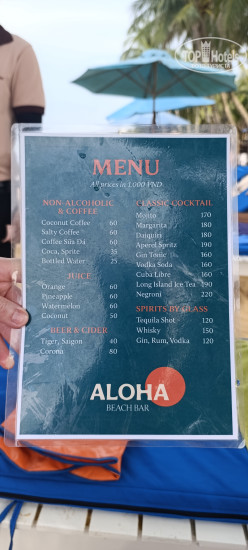 TOPHotels
MENU
All prices in 1.000 VND
NON-ALCOHOLIC
& COFFEE
Coconut Coffee 60
Salty Coffee 60
Coffee Sữa Đá 60
Coca, Sprite 38
Bottled Water 25
JUICE
Orange 60
Pineapple 60
Watermelon 60
Coconut 50
BEER & CIDER
Tiger, Saigon 40
Corona 80
CLASSIC COCKTAIL
Mojito 170
Margarita 180
Daiquiri 180
Aperol Spritz 190
Gin Tonic 160
Vodka Soda 160
Cuba Libre 160
Long Island Ice Tea 190
Negroni 220
SPIRITS BY GLASS
Tequila Shot 120
Whisky 150
Gin, Rum, Vodka 120
ALOHA
BEACH BAR